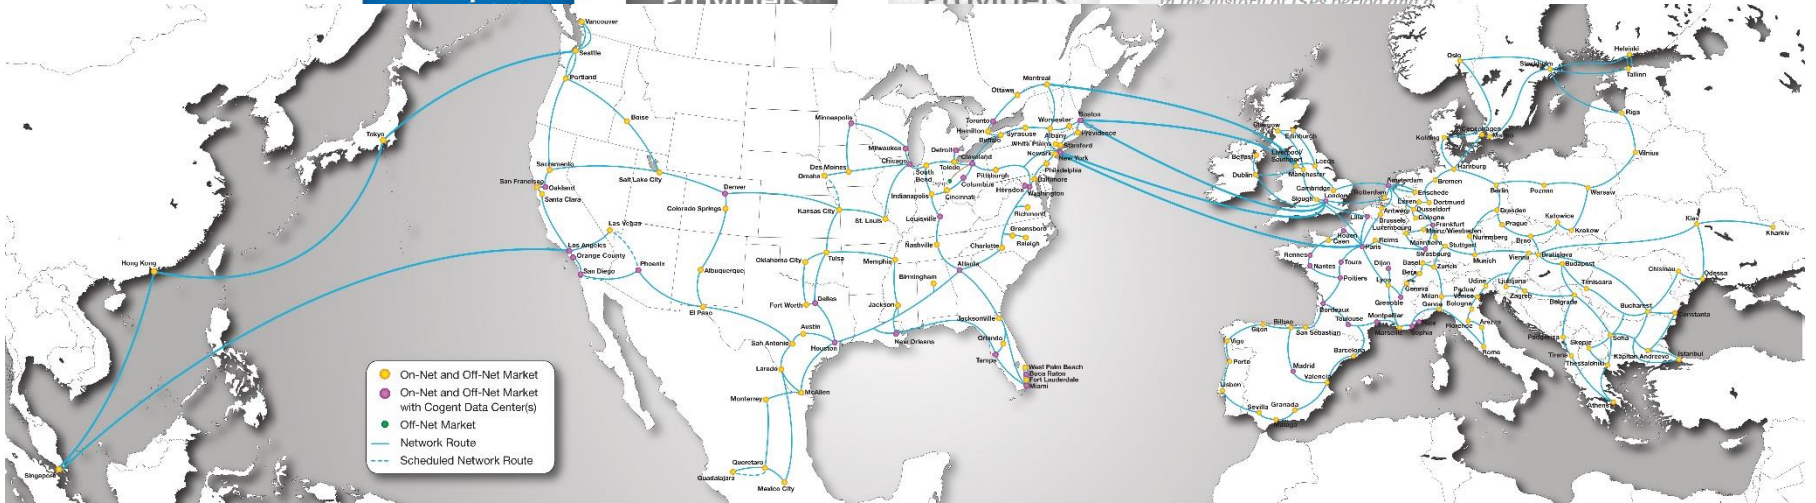 Providers
Providers
Vancouver
Seattle
Portland
Boise
Sacramento
San Francisco
Oakland
Santa Clara
Salt Lake City
Las Vegas
Los Angeles
Orange County
San Diego
Phoenix
Denver
Colorado Springs
Albuquerque
El Paso
Minneapolis
Des Moines
Omaha
Kansas City
St. Louis
Oklahoma City
Tulsa
Fort Worth
Dallas
Austin
San Antonio
Houston
Laredo
McAllen
Monterrey
Queretaro
Guadalajara
Mexico City
Milwaukee
Chicago
South
Bend
Indianapolis
Louisville
Nashville
Memphis
Birmingham
Jackson
New Orleans
Atlanta
Charlotte
Greensboro
Raleigh
Richmond
Jacksonville
Orlando
Tampa
West Palm Beach
Boca Raton
Fort Lauderdale
Miami
Detroit
Toledo
Cleveland
Columbus
Cincinnati
Pittsburgh
Montreal
Ottawa
Toronto
Hamilton
Buffalo
Syracuse
Worcester
Albany
Boston
Providence
White Plains
Stamford
Newark
New York
Philadelphia
Baltimore
Herndon
Washington
Tokyo
Hong Kong
Singapore
On-Net and Off-Net Market
On-Net and Off-Net Market
with Cogent Data Center(s)
Off-Net Market
Network Route
Scheduled Network Route
Glasgow
Edinburgh
Belfast
Dublin
Liverpool/
Southport
Leeds
Manchester
Cambridge
London
Slough
Oslo
Stockholm
Helsinki
Tallinn
Riga
Vilnius
Copenhagen
Kolding
Hamburg
Bremen
Amsterdam
Rotterdam
Enschede
Essen
Dortmund
Dusseldorf
Cologne
Antwerp
Brussels
Luxembourg
Frankfurt
Mainz/Wiesbaden
Mannheim
Stuttgart
Strasbourg
Nuremberg
Munich
Berlin
Dresden
Prague
Poznan
Warsaw
Katowice
Krakow
Brno
Vienna
Bratislava
Budapest
Kiev
Kharkiv
Chisinau
Odessa
Lille
Rouen
Caen
Paris
Reims
Rennes
Nantes
Tours
Poitiers
Dijon
Lyon
Grenoble
Bordeaux
Toulouse
Montpellier
Marseille
Sophia
Basel
Bern
Zurich
Geneva
Milan
Genoa
Padua/
Venice
Bologna
Udine
Florence
Arezzo
Rome
Ljubljana
Zagreb
Belgrade
Timisoara
Bucharest
Constanta
Sofia
Skopje
Podgorica
Tirana
Thessaloniki
Kapitan Andreevo
Istanbul
Athens
Bilbao
Gijon
San Sebastian
Vigo
Porto
Lisbon
Madrid
Barcelona
Valencia
Sevilla
Granada
Malaga